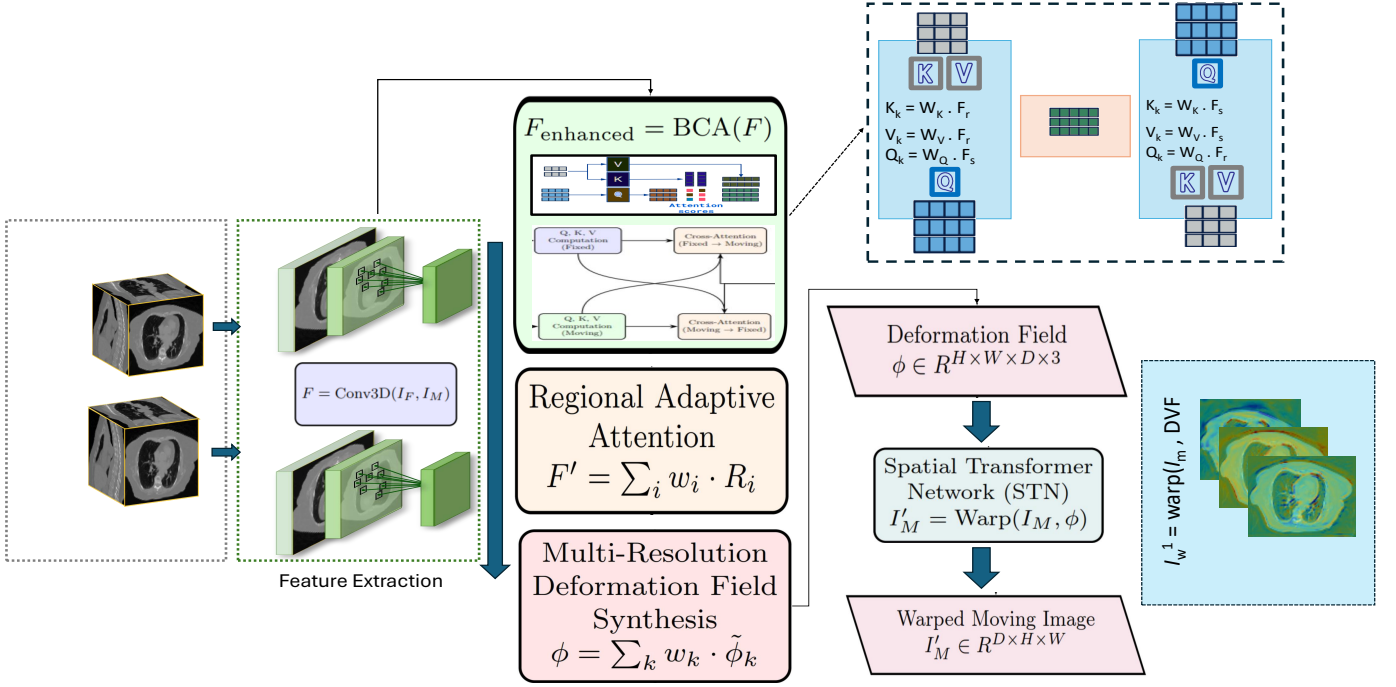 F = Conv3D(I_F, I_M)
Feature Extraction
F_enhanced = BCA(F)
V
K
Q
Attention
scores
Q, K, V
Computation
(Fixed)
Cross-Attention
(Fixed → Moving)
Q, K, V
Computation
(Moving)
Cross-Attention
(Moving → Fixed)
Regional Adaptive
Attention
F' = ∑_i w_i · R_i
Multi-Resolution
Deformation Field
Synthesis
ϕ = ∑_k w_k · ϕ̃_k
K V
K_k = W_K . F_r
V_k = W_V . F_r
Q_k = W_Q . F_s
Q
Q
K_k = W_K . F_s
V_k = W_V . F_s
Q_k = W_Q . F_r
K V
Deformation Field
ϕ ∈ R^{H×W×D×3}
Spatial Transformer
Network (STN)
I'_M = Warp(I_M, ϕ)
Warped Moving Image
I'_M ∈ R^{D×H×W}
I_w^1 = warp(I_m , DVF